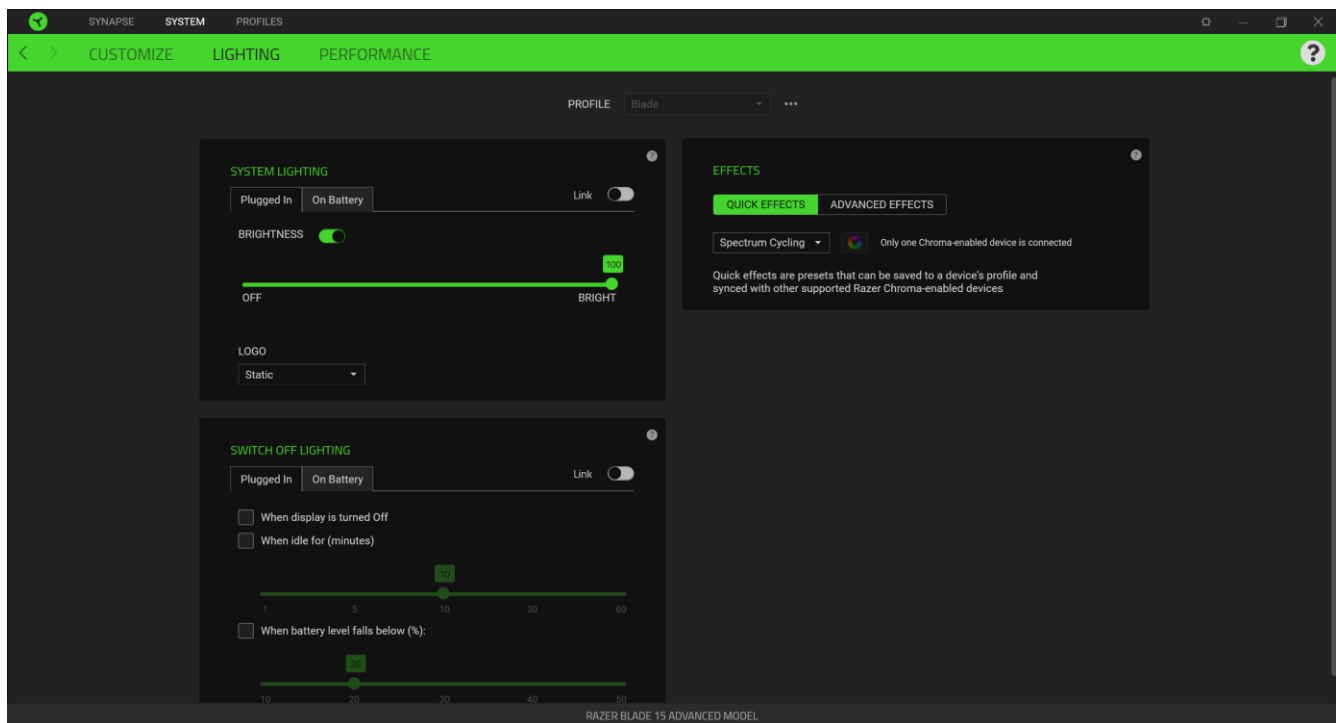 SYNAPSE SYSTEM PROFILES
CUSTOMIZE LIGHTING PERFORMANCE ?
PROFILE Blade
SYSTEM LIGHTING
Plugged In On Battery Link
BRIGHTNESS
100
OFF BRIGHT
LOGO
Static
EFFECTS
QUICK EFFECTS ADVANCED EFFECTS
Spectrum Cycling Only one Chroma-enabled device is connected
Quick effects are presets that can be saved to a device's profile and
synced with other supported Razer Chroma-enabled devices
SWITCH OFF LIGHTING
Plugged In On Battery Link
When display is turned Off
When idle for (minutes)
10
1 5 10 30 60
When battery level falls below (%):
20
10 20 30 40 50
RAZER BLADE 15 ADVANCED MODEL